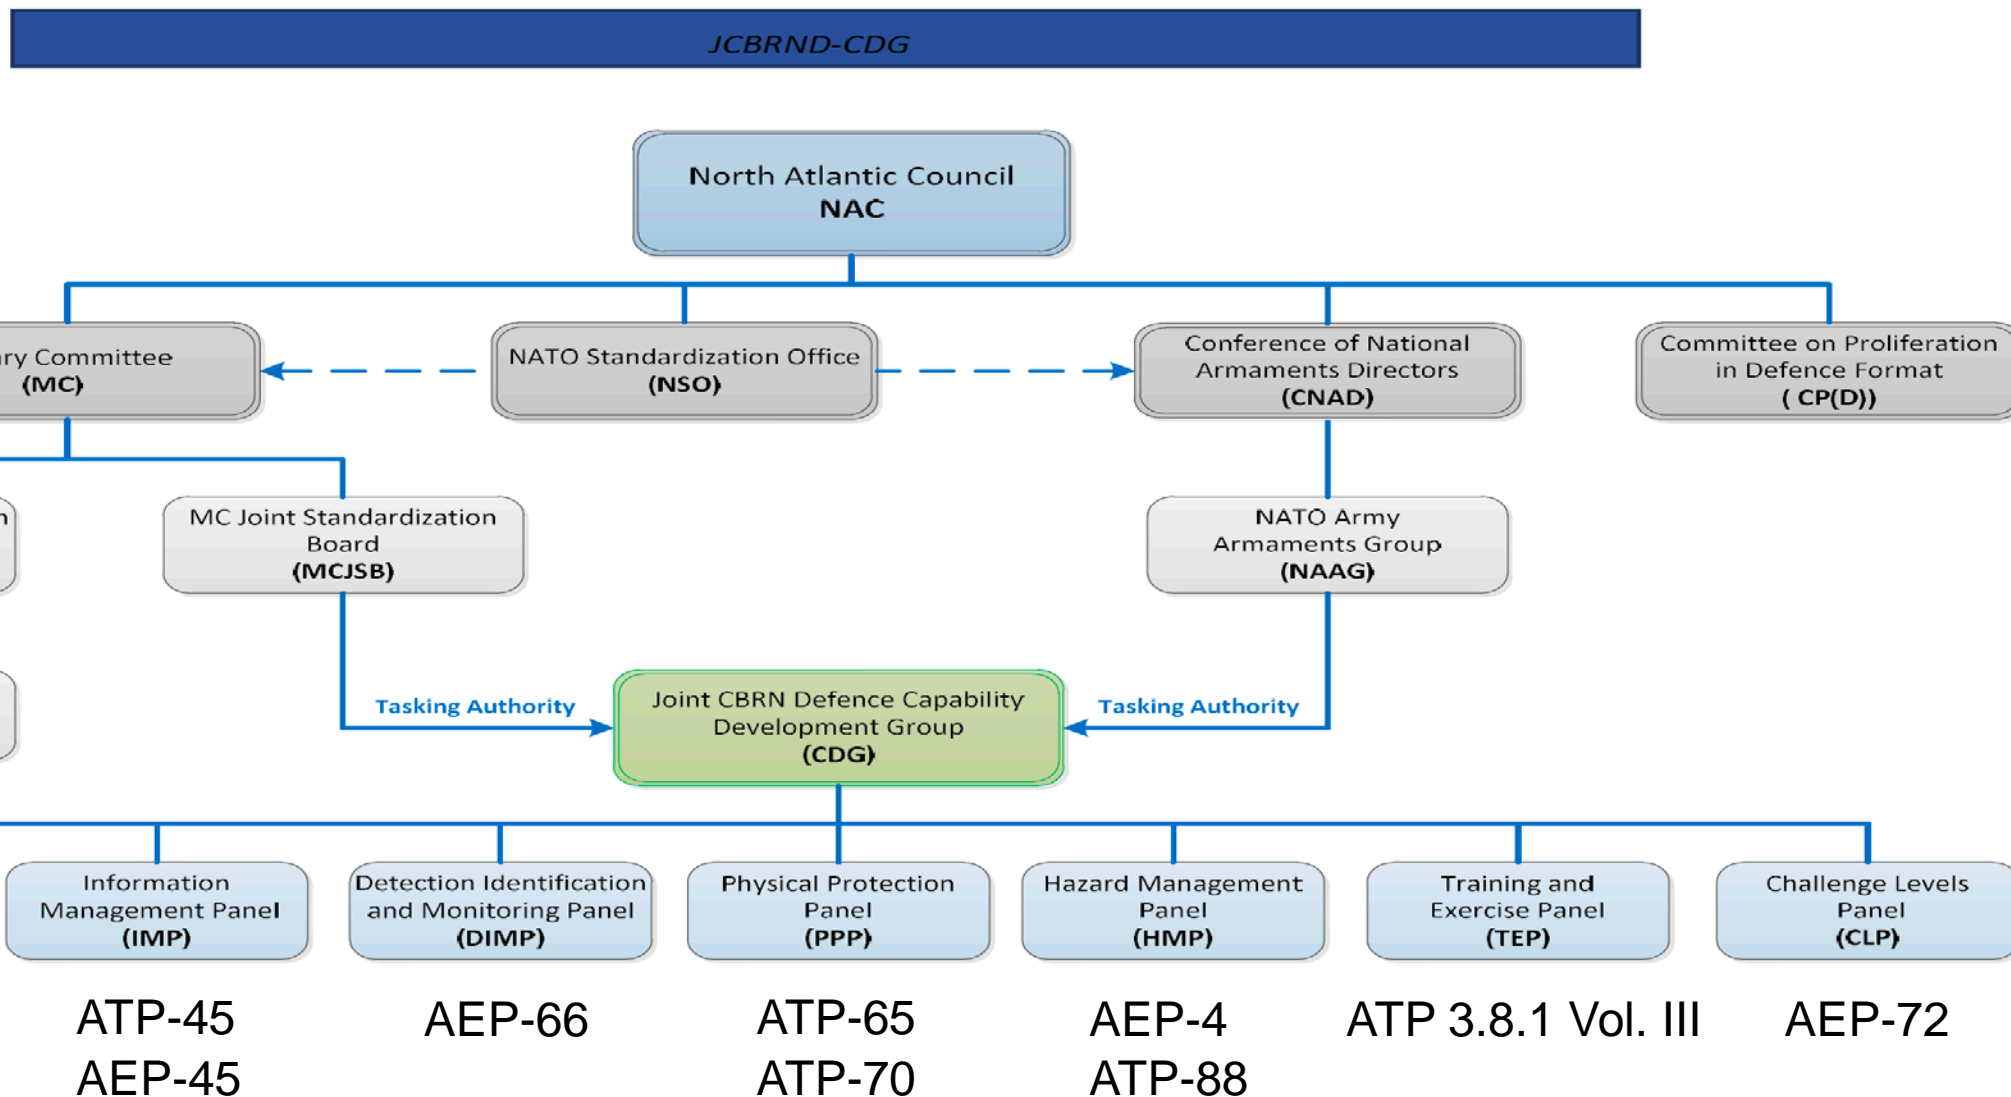 JCBRND-CDG
North Atlantic Council
NAC
ary Committee
(MC)
NATO Standardization Office
(NSO)
Conference of National
Armaments Directors
(CNAD)
Committee on Proliferation
in Defence Format
( CP(D))
n
MC Joint Standardization
Board
(MCJSB)
NATO Army
Armaments Group
(NAAG)
Tasking Authority
Joint CBRN Defence Capability
Development Group
(CDG)
Tasking Authority
Information
Management Panel
(IMP)
Detection Identification
and Monitoring Panel
(DIMP)
Physical Protection
Panel
(PPP)
Hazard Management
Panel
(HMP)
Training and
Exercise Panel
(TEP)
Challenge Levels
Panel
(CLP)
ATP-45
AEP-45
AEP-66
ATP-65
ATP-70
AEP-4
ATP-88
ATP 3.8.1 Vol. III
AEP-72